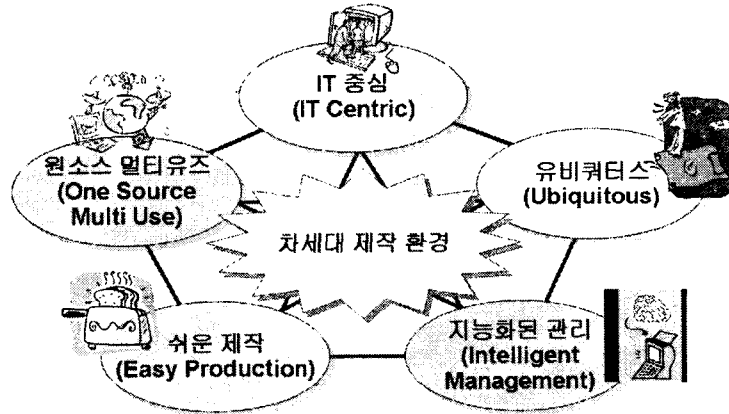 IT 중심
(IT Centric)
원소스 멀티유즈
(One Source
Multi Use)
유비쿼터스
(Ubiquitous)
차세대 제작 환경
쉬운 제작
(Easy Production)
지능화된 관리
(Intelligent
Management)